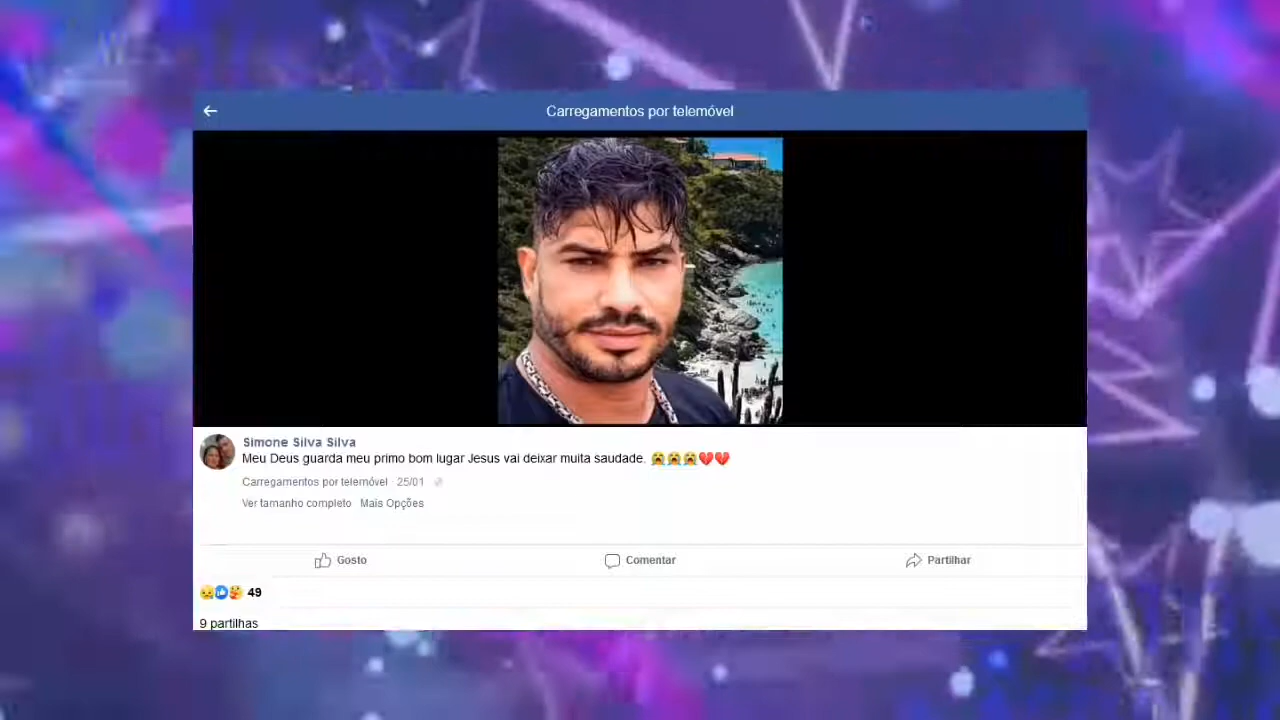 Carregamentos por telemóvel
Simone Silva Silva
Meu Deus guarda meu primo bom lugar Jesus vai deixar muita saudade. 😭😭😭💔💔
Carregamentos por telemóvel · 25/01
Ver tamanho completo Mais Opções
Gosto Comentar Partilhar
49
9 partilhas